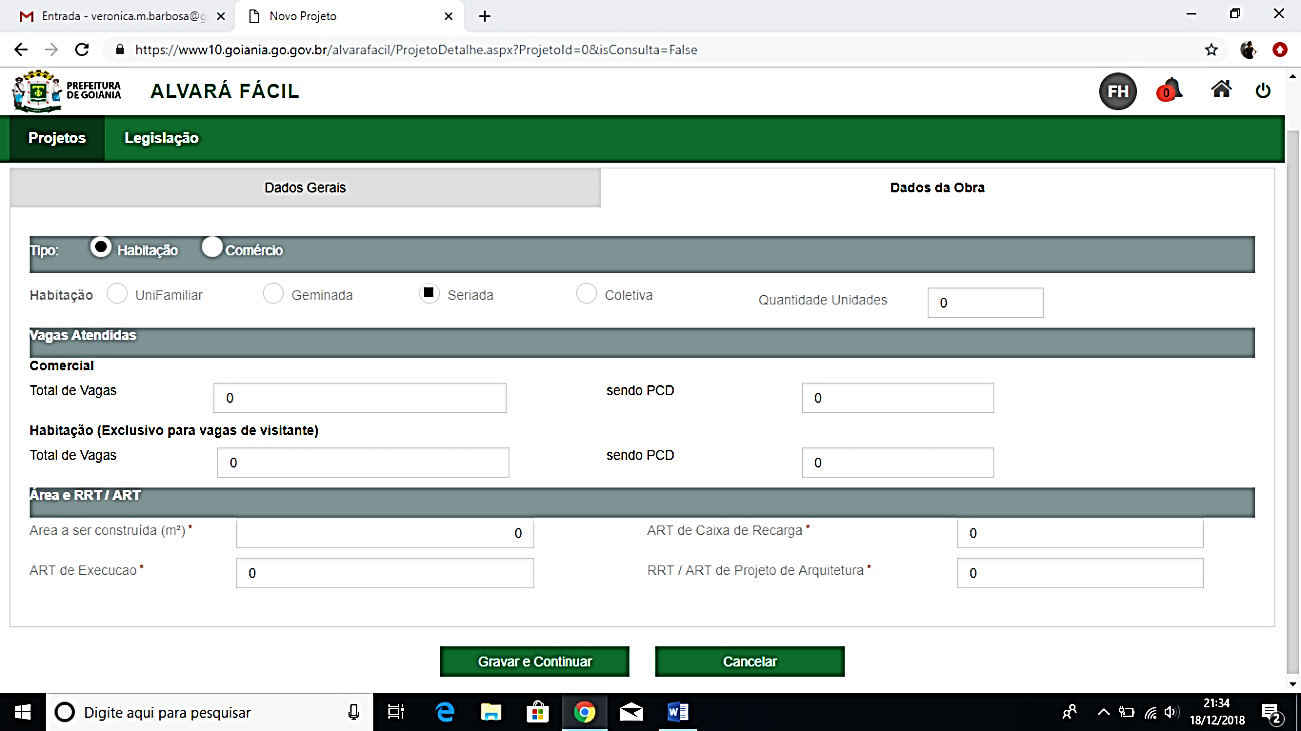 Entrada - veronica.m.barbosa@g
Novo Projeto
https://www10.goiania.go.gov.br/alvarafacil/ProjetoDetalhe.aspx?ProjetoId=0&isConsulta=False
PREFEITURA
DE GOIÂNIA
ALVARÁ FÁCIL
FH
0
Projetos Legislação
Dados Gerais Dados da Obra
Tipo: Habitação Comércio
Habitação UniFamiliar Geminada Seriada Coletiva Quantidade Unidades 0
Vagas Atendidas
Comercial
Total de Vagas 0 sendo PCD 0
Habitação (Exclusivo para vagas de visitante)
Total de Vagas 0 sendo PCD 0
Área e RRT / ART
Area a ser construída (m²) * 0 ART de Caixa de Recarga * 0
ART de Execucao * 0 RRT / ART de Projeto de Arquitetura * 0
Gravar e Continuar Cancelar
Digite aqui para pesquisar
21:34
18/12/2018
2